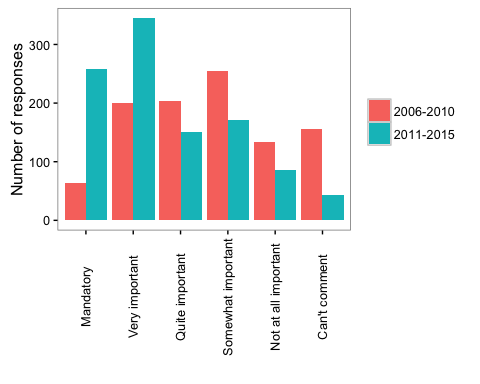 Number of responses
300
200
100
0
Mandatory
Very important
Quite important
Somewhat important
Not at all important
Can't comment
2006-2010
2011-2015